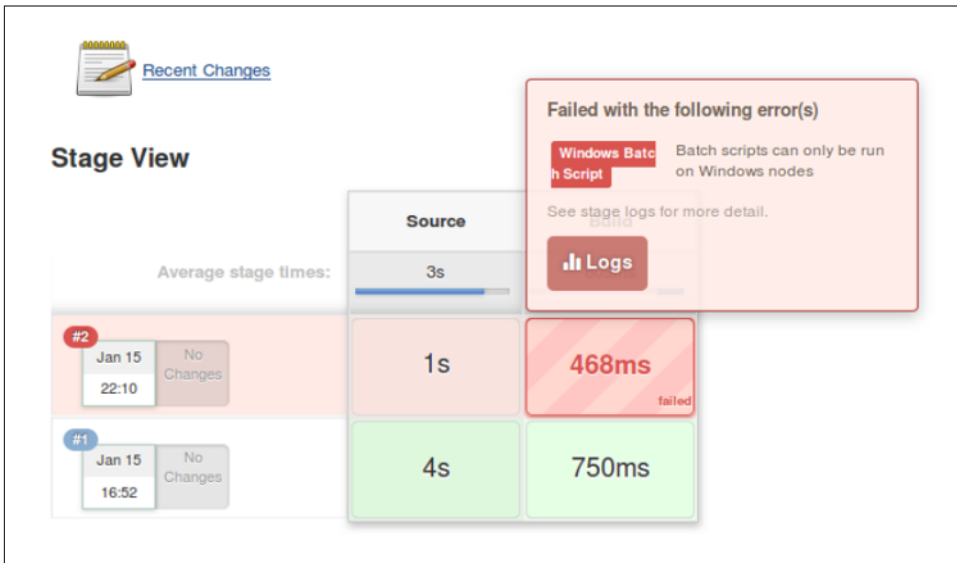 Recent Changes
Failed with the following error(s)
Windows Batc
h Script
Batch scripts can only be run
on Windows nodes
See stage logs for more detail.
Logs
Stage View
Source
Build
Average stage times:
3s
#2
Jan 15
22:10
No
Changes
1s
468ms
failed
#1
Jan 15
16:52
No
Changes
4s
750ms